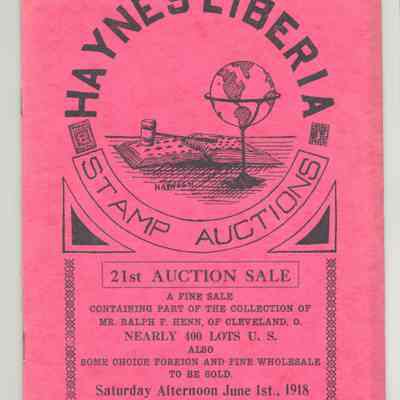 HAYNES LIBERIA
STAMP AUCTIONS
21st AUCTION SALE
A FINE SALE
CONTAINING PART OF THE COLLECTION OF
MR. RALPH F. HENN, OF CLEVELAND, O.
NEARLY 400 LOTS U. S.
ALSO
SOME CHOICE FOREIGN AND FINE WHOLESALE
TO BE SOLD.
Saturday Afternoon June 1st., 1918